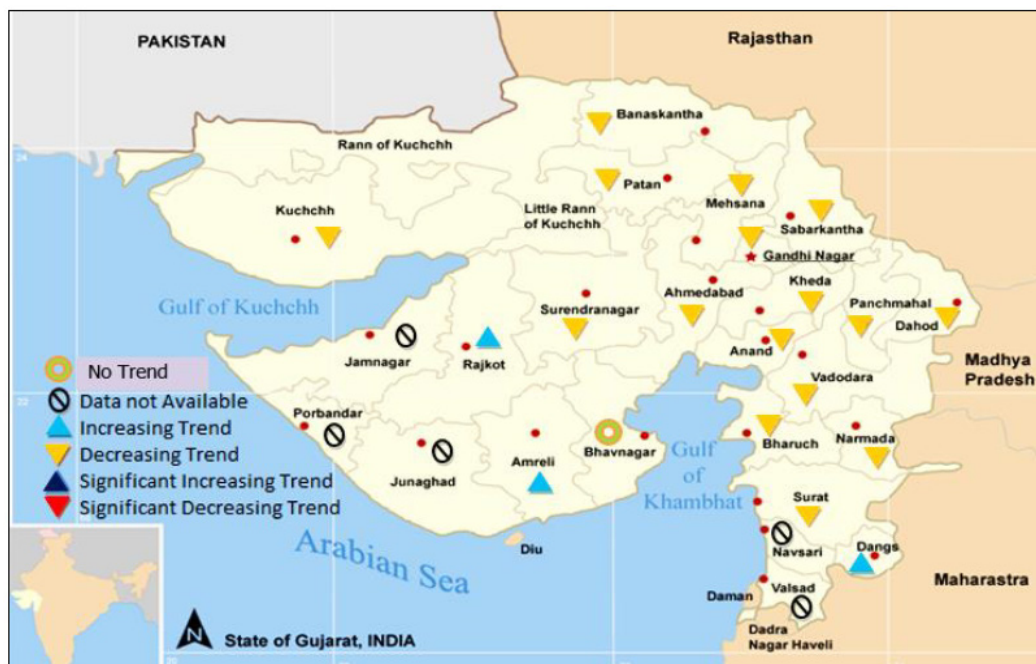 PAKISTAN
Rajasthan
Banaskantha
Rann of Kuchchh
Patan
Mehsana
Kuchchh
Little Rann
of Kuchchh
Sabarkantha
Gandhi Nagar
Kheda
Gulf of Kuchchh
Surendranagar
Ahmedabad
Panchmahal
Dahod
Jamnagar
Rajkot
Anand
Madhya
Pradesh
Vadodara
No Trend
Data not Available
Increasing Trend
Decreasing Trend
Significant Increasing Trend
Significant Decreasing Trend
Porbandar
Junaghad
Amreli
Bhavnagar
Bharuch
Narmada
Gulf
of
Khambhat
Surat
Navsari
Dangs
Arabian Sea
Diu
Daman
Valsad
Maharastra
Dadra
Nagar Haveli
N
State of Gujarat, INDIA
24
22